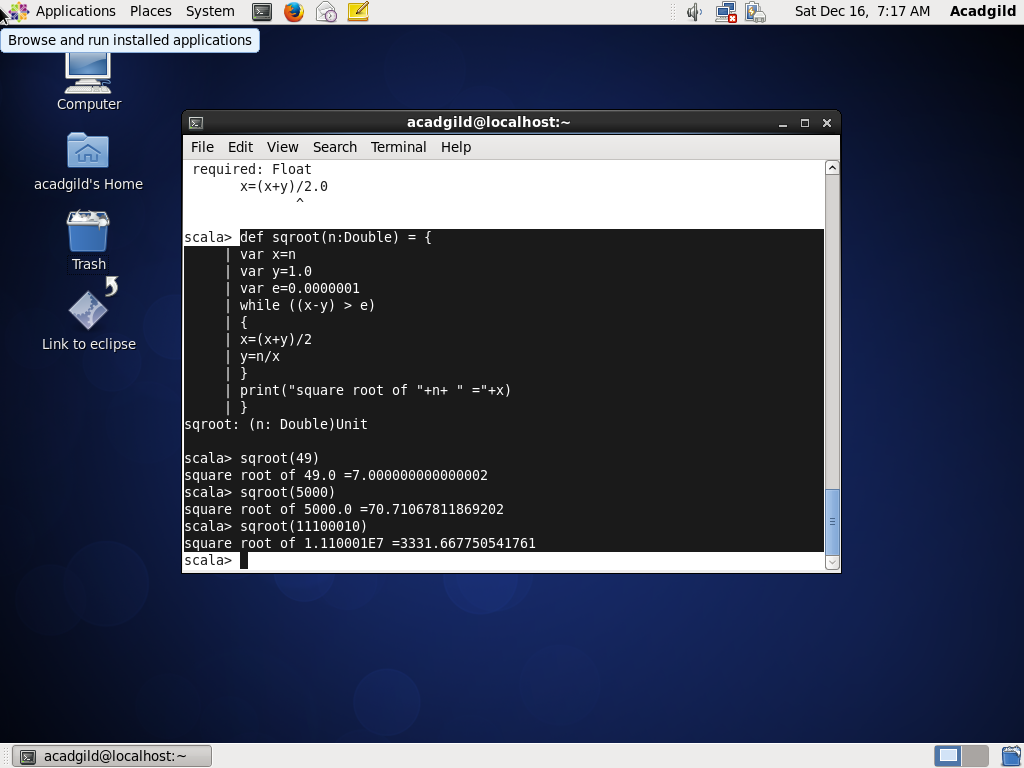 Applications Places System Sat Dec 16, 7:17 AM Acadgild
Browse and run installed applications
Computer
acadgild's Home
Trash
Link to eclipse
acadgild@localhost:~
File Edit View Search Terminal Help
required: Float
x=(x+y)/2.0
^
scala> def sqroot(n:Double) = {
| var x=n
| var y=1.0
| var e=0.0000001
| while ((x-y) > e)
| {
| x=(x+y)/2
| y=n/x
| }
| print("square root of "+n+ " ="+x)
| }
sqroot: (n: Double)Unit
scala> sqroot(49)
square root of 49.0 =7.000000000000002
scala> sqroot(5000)
square root of 5000.0 =70.71067811869202
scala> sqroot(11100010)
square root of 1.110001E7 =3331.667750541761
scala>
acadgild@localhost:~